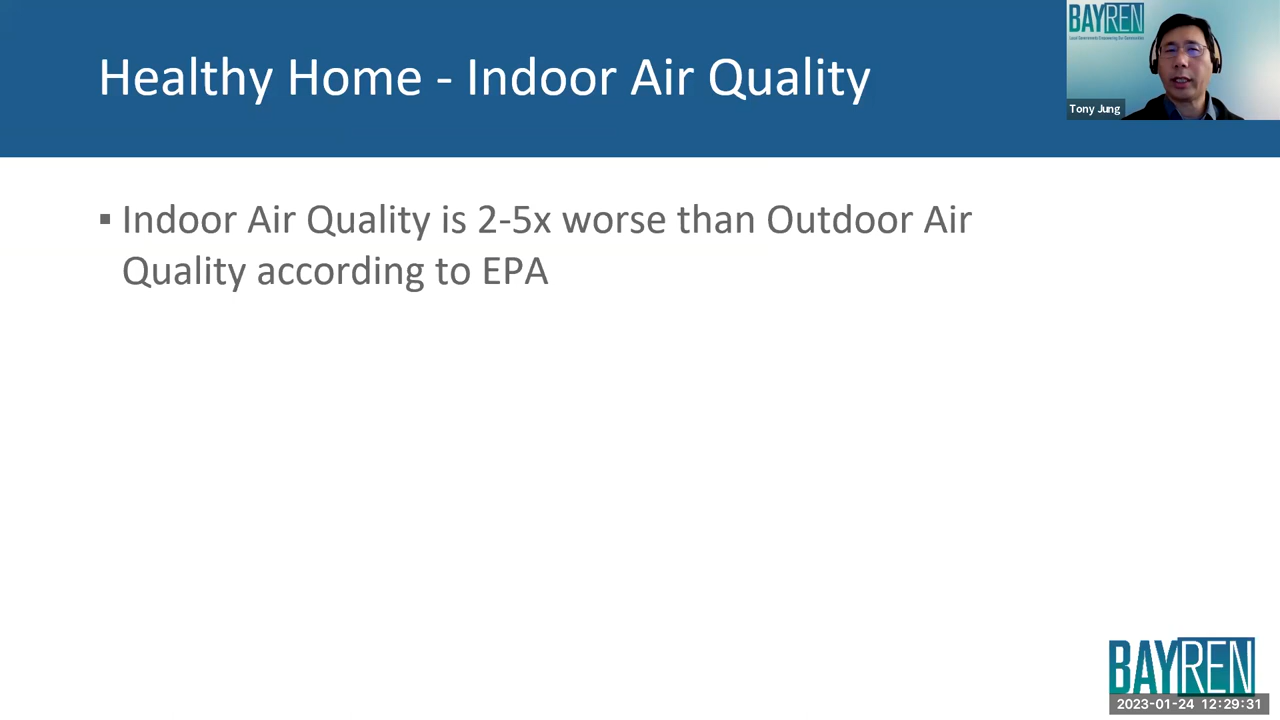 Healthy Home - Indoor Air Quality
BAYREN
Tony Jung
▪ Indoor Air Quality is 2-5x worse than Outdoor Air
Quality according to EPA
BAYREN
2023-01-24 12:29:31